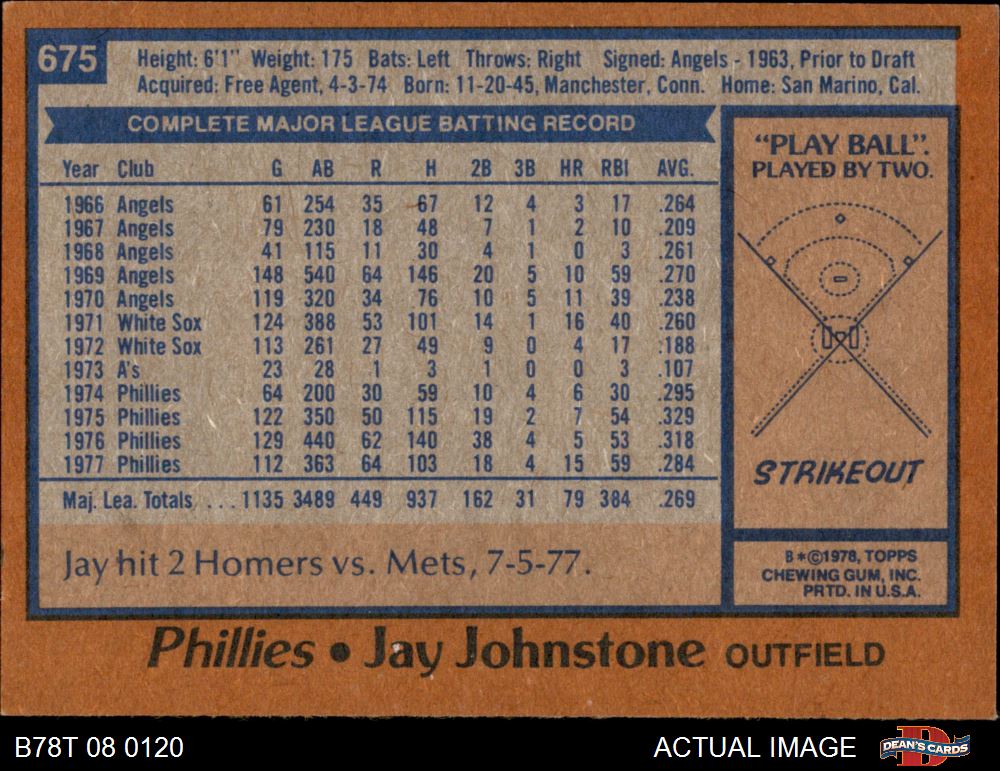 675
Height: 6'1" Weight: 175 Bats: Left Throws: Right Signed: Angels - 1963, Prior to Draft
Acquired: Free Agent, 4-3-74 Born: 11-20-45, Manchester, Conn. Home: San Marino, Cal.
COMPLETE MAJOR LEAGUE BATTING RECORD
Year Club G AB R H 2B 3B HR RBI AVG.
1966 Angels 61 254 35 67 12 4 3 17 .264
1967 Angels 79 230 18 48 7 1 2 10 .209
1968 Angels 41 115 11 30 4 1 0 3 .261
1969 Angels 148 540 64 146 20 5 10 59 .270
1970 Angels 119 320 34 76 10 5 11 39 .238
1971 White Sox 124 388 53 101 14 1 16 40 .260
1972 White Sox 113 261 27 49 9 0 4 17 .188
1973 A's 23 28 1 3 1 0 0 3 .107
1974 Phillies 64 200 30 59 10 4 6 30 .295
1975 Phillies 122 350 50 115 19 2 7 54 .329
1976 Phillies 129 440 62 140 38 4 5 53 .318
1977 Phillies 112 363 64 103 18 4 15 59 .284
Maj. Lea. Totals ... 1135 3489 449 937 162 31 79 384 .269
Jay hit 2 Homers vs. Mets, 7-5-77.
"PLAY BALL".
PLAYED BY TWO.
STRIKEOUT
B*©1978, TOPPS
CHEWING GUM, INC.
PRTD. IN U.S.A.
Phillies • Jay Johnstone OUTFIELD
B78T 08 0120
ACTUAL IMAGE
DEAN'S CARDS